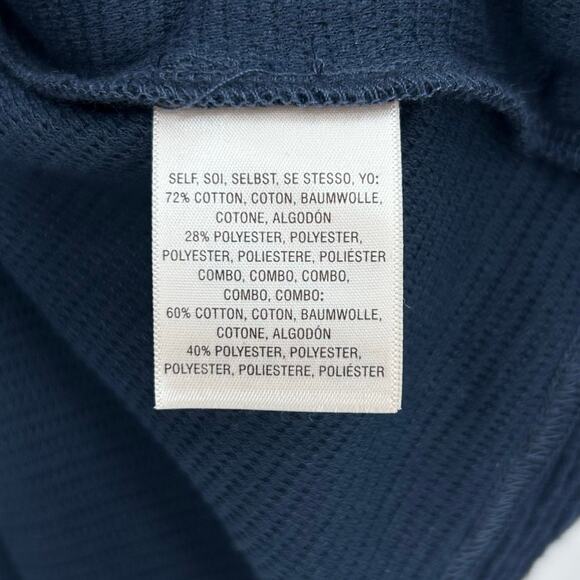 SELF, SOI, SELBST, SE STESSO, YO:
72% COTTON, COTON, BAUMWOLLE,
COTONE, ALGODÓN
28% POLYESTER, POLYESTER,
POLYESTER, POLIESTERE, POLIÉSTER
COMBO, COMBO, COMBO,
COMBO, COMBO:
60% COTTON, COTON, BAUMWOLLE,
COTONE, ALGODÓN
40% POLYESTER, POLYESTER,
POLYESTER, POLIESTERE, POLIÉSTER